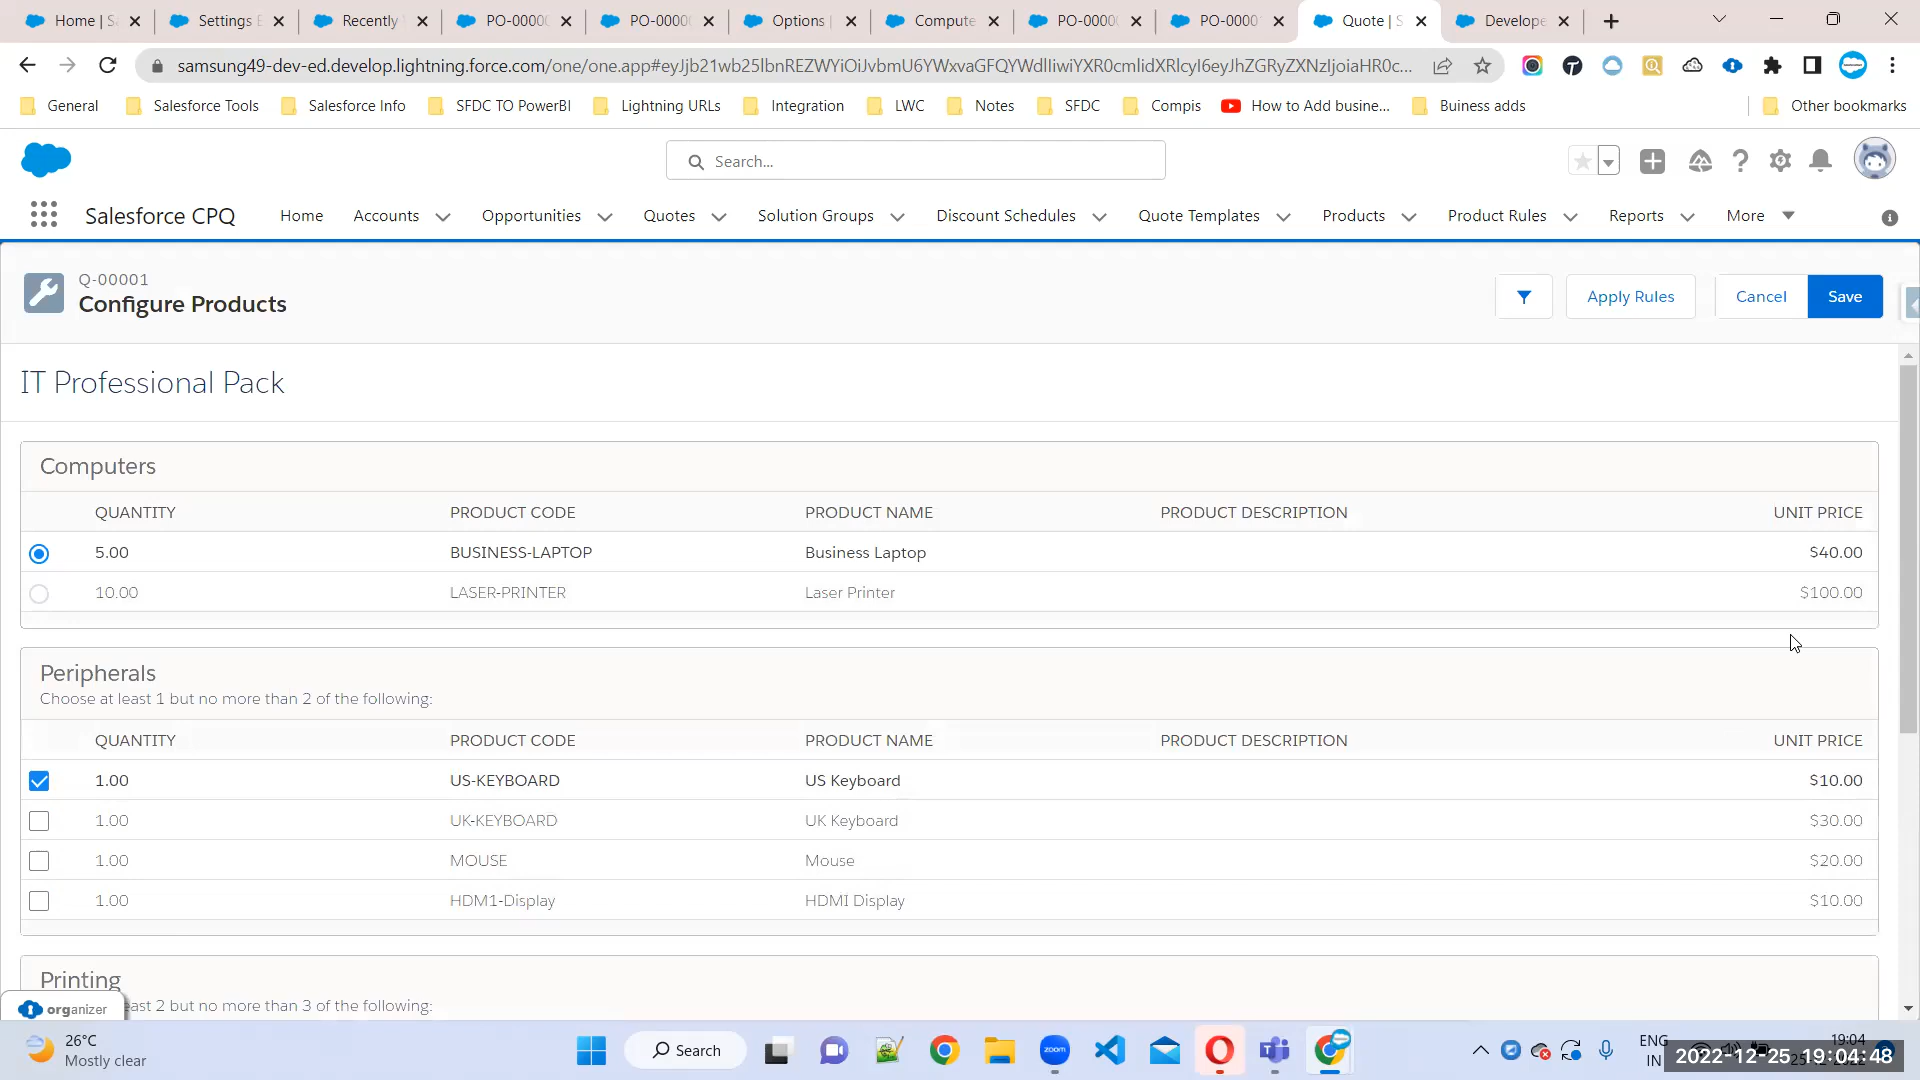 Home | S
Settings E
Recently
PO-0000
PO-0000
Options |
Compute
PO-0000
PO-0000
Quote | S
Develope
samsung49-dev-ed.develop.lightning.force.com/one/one.app#eyJjb21wb25lbnREZWYiOiJvbmU6YWxvaGFQYWdlIiwiYXR0cmlidXRlcyI6eyJhZGRyZXNzIjoiaHR0c...
General
Salesforce Tools
Salesforce Info
SFDC TO PowerBI
Lightning URLs
Integration
LWC
Notes
SFDC
Compis
How to Add busine...
Buiness adds
Other bookmarks
Search...
Salesforce CPQ
Home
Accounts
Opportunities
Quotes
Solution Groups
Discount Schedules
Quote Templates
Products
Product Rules
Reports
More
Q-00001
Configure Products
Apply Rules
Cancel
Save
IT Professional Pack
Computers
QUANTITY PRODUCT CODE PRODUCT NAME PRODUCT DESCRIPTION UNIT PRICE
5.00 BUSINESS-LAPTOP Business Laptop $40.00
10.00 LASER-PRINTER Laser Printer $100.00
Peripherals
Choose at least 1 but no more than 2 of the following:
QUANTITY PRODUCT CODE PRODUCT NAME PRODUCT DESCRIPTION UNIT PRICE
1.00 US-KEYBOARD US Keyboard $10.00
1.00 UK-KEYBOARD UK Keyboard $30.00
1.00 MOUSE Mouse $20.00
1.00 HDM1-Display HDMI Display $10.00
Printing
east 2 but no more than 3 of the following:
organizer
26°C
Mostly clear
Search
zoom
ENG
IN
19:04
2022-12-25 19:04:48